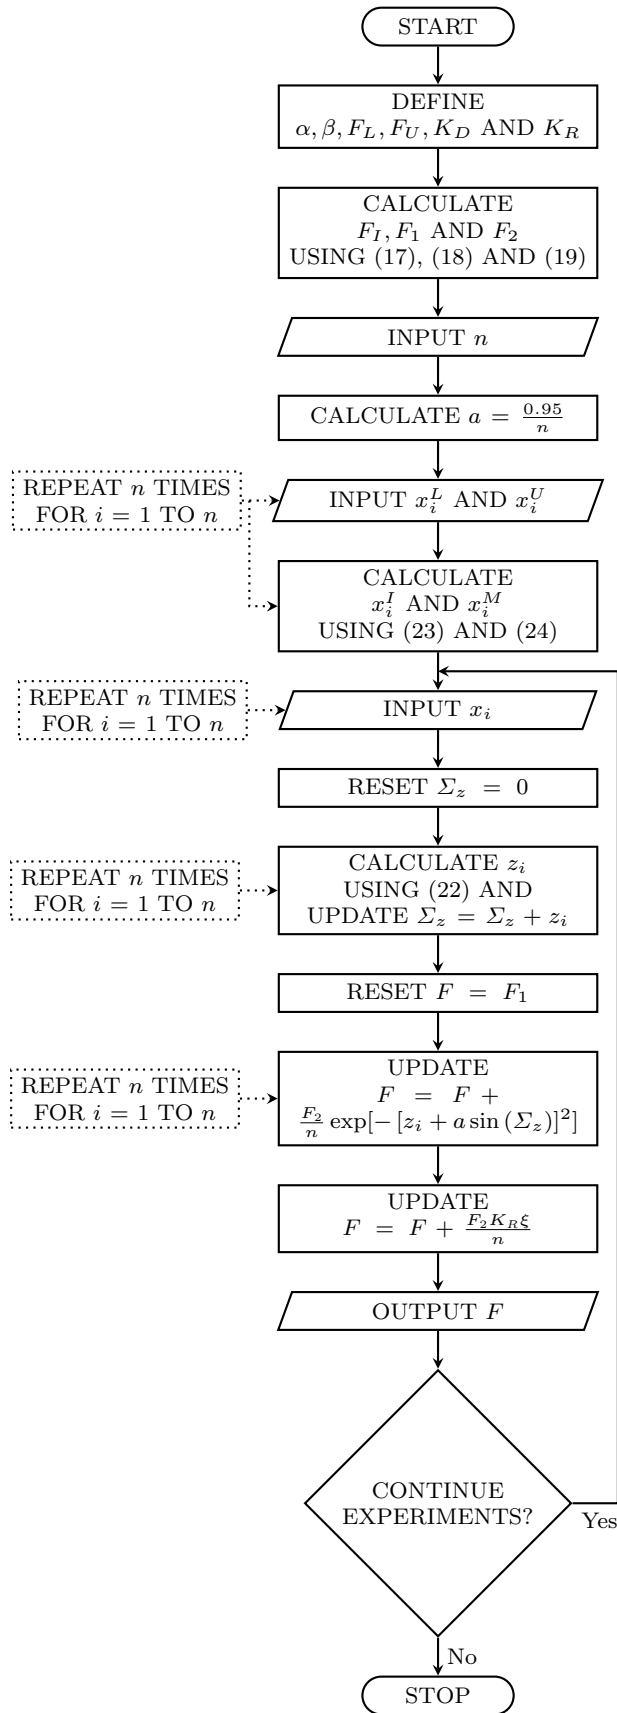 START
DEFINE
α, β, F_L, F_U, K_D AND K_R
CALCULATE
F_I, F_1 AND F_2
USING (17), (18) AND (19)
INPUT n
CALCULATE a = 0.95/n
REPEAT n TIMES
FOR i = 1 TO n
INPUT x_i^L AND x_i^U
CALCULATE
x_i^I AND x_i^M
USING (23) AND (24)
REPEAT n TIMES
FOR i = 1 TO n
INPUT x_i
RESET Σ_z = 0
REPEAT n TIMES
FOR i = 1 TO n
CALCULATE z_i
USING (22) AND
UPDATE Σ_z = Σ_z + z_i
RESET F = F_1
REPEAT n TIMES
FOR i = 1 TO n
UPDATE
F = F +
F_2/n exp[− [z_i + a sin (Σ_z)]^2]
UPDATE
F = F + F_2 K_R ξ/n
OUTPUT F
CONTINUE
EXPERIMENTS?
Yes
No
STOP